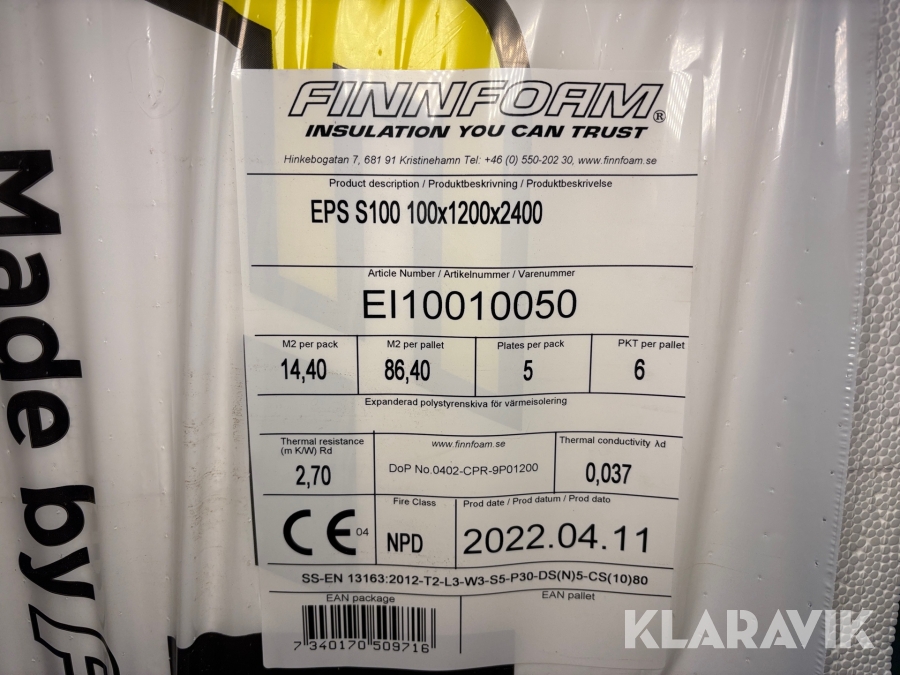 Made by
FINNFOAM®
INSULATION YOU CAN TRUST
Hinkebogatan 7, 681 91 Kristinehamn Tel: +46 (0) 550-202 30, www.finnfoam.se
Product description / Produktbeskrivning / Produktbeskrivelse
EPS S100 100x1200x2400
Article Number / Artikelnummer / Varenummer
EI10010050
M2 per pack M2 per pallet Plates per pack PKT per pallet
14,40 86,40 5 6
Expanderad polystyrenskiva för värmeisolering
Thermal resistance
(m K/W) Rd
2,70
www.finnfoam.se
DoP No.0402-CPR-9P01200
Thermal conductivity λd
0,037
CE 04
Fire Class
NPD
Prod date / Prod datum / Prod dato
2022.04.11
SS-EN 13163:2012-T2-L3-W3-S5-P30-DS(N)5-CS(10)80
EAN package EAN pallet
7 340170 509716
KLARAVIK